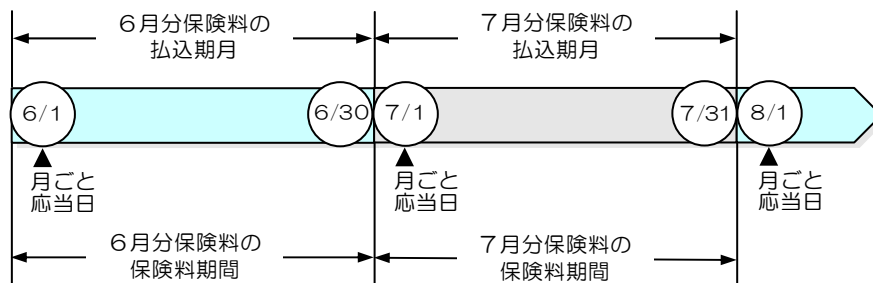 ６月分保険料の
払込期月
７月分保険料の
払込期月
6/1
6/30
7/1
7/31
8/1
▲
月ごと
応当日
▲
月ごと
応当日
▲
月ごと
応当日
６月分保険料の
保険料期間
７月分保険料の
保険料期間